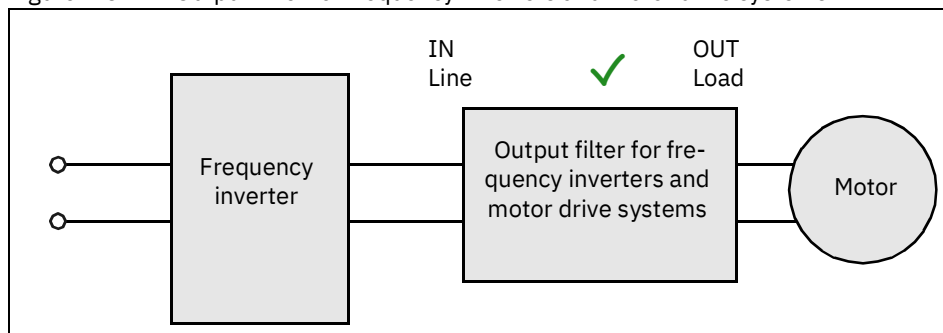 IN
Line
OUT
Load
Frequency
inverter
Output filter for fre-
quency inverters and
motor drive systems
Motor